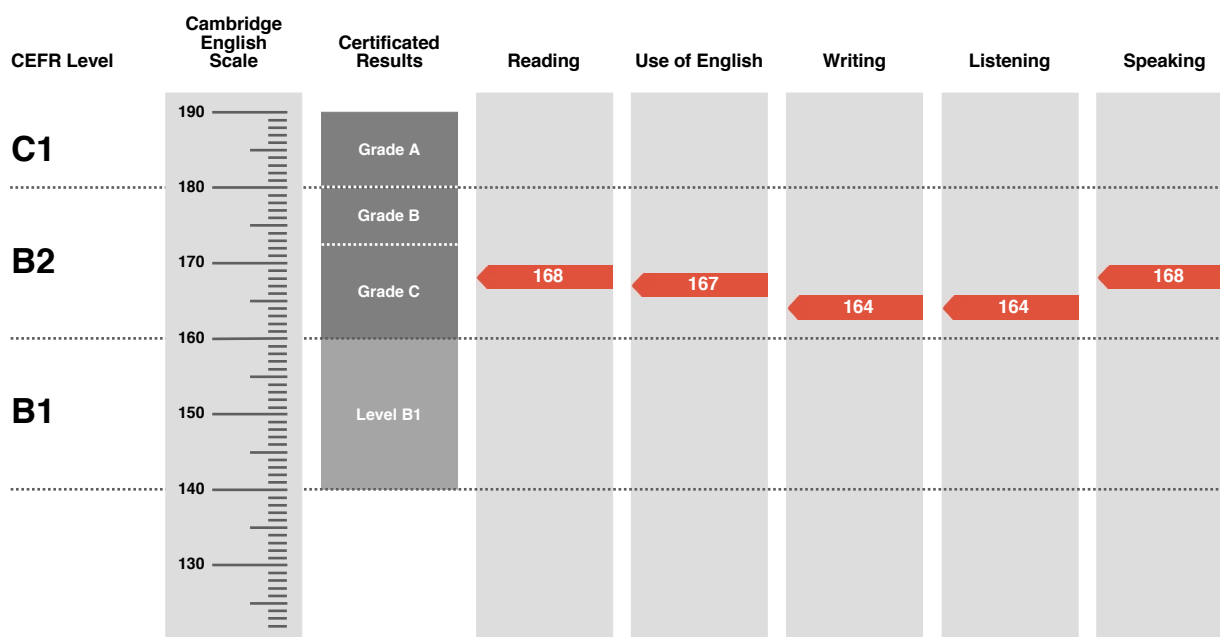 CEFR Level
Cambridge
English
Scale
Certificated
Results
Reading
Use of English
Writing
Listening
Speaking
C1
B2
B1
190
180
170
160
150
140
130
Grade A
Grade B
Grade C
Level B1
168
167
164
164
168